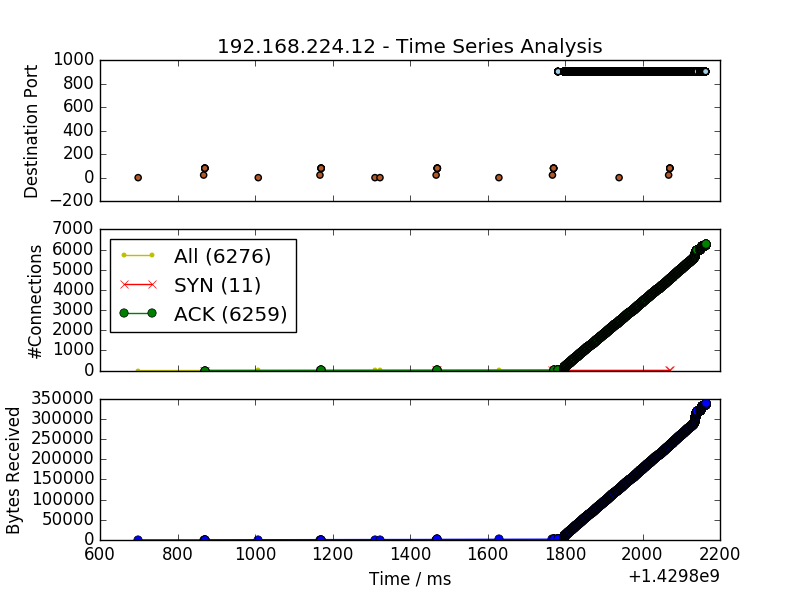 192.168.224.12 - Time Series Analysis
Destination Port
1000
800
600
400
200
0
−200
#Connections
7000
6000
5000
4000
3000
2000
1000
0
All (6276)
SYN (11)
ACK (6259)
Bytes Received
350000
300000
250000
200000
150000
100000
50000
0
600 800 1000 1200 1400 1600 1800 2000 2200
Time / ms
+1.4298e9